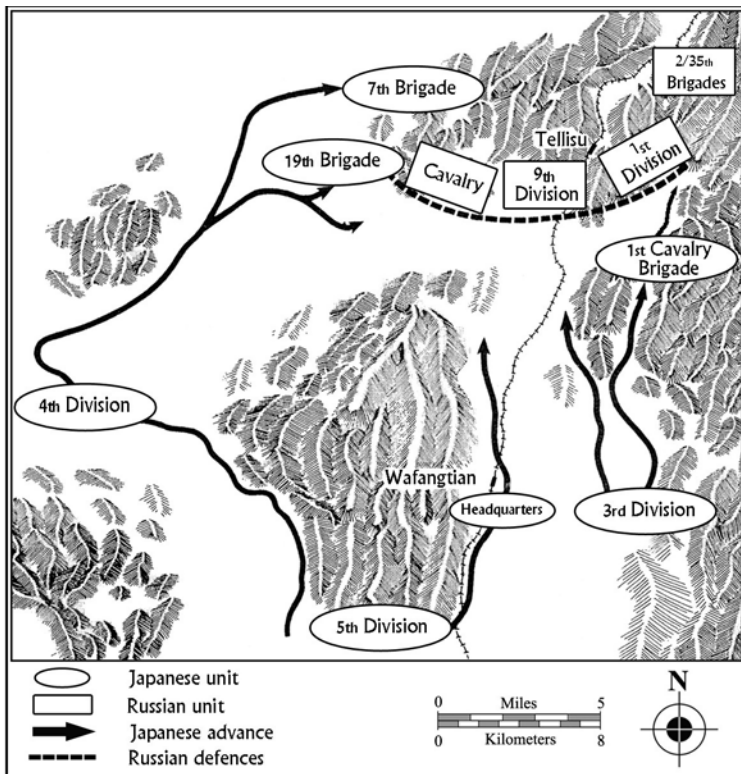 7th Brigade
2/35th
Brigades
Tellisu
19th Brigade
Cavalry
9th
Division
1st
Division
1st Cavalry
Brigade
4th Division
Wafangtian
Headquarters
3rd Division
5th Division
Japanese unit
Russian unit
Japanese advance
Russian defences
0 Miles 5
0 Kilometers 8
N